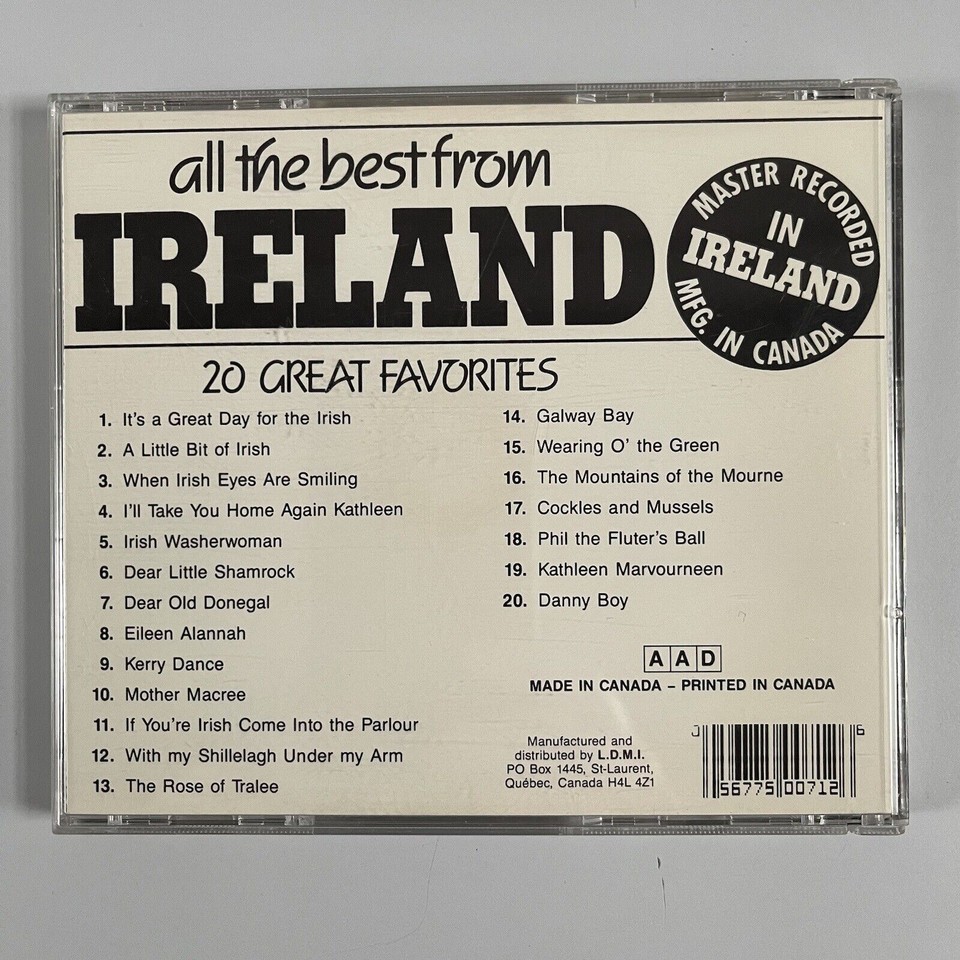 all the best from
IRELAND
MASTER RECORDED
IN
IRELAND
MFG. IN CANADA
20 GREAT FAVORITES
1. It's a Great Day for the Irish
2. A Little Bit of Irish
3. When Irish Eyes Are Smiling
4. I'll Take You Home Again Kathleen
5. Irish Washerwoman
6. Dear Little Shamrock
7. Dear Old Donegal
8. Eileen Alannah
9. Kerry Dance
10. Mother Macree
11. If You're Irish Come Into the Parlour
12. With my Shillelagh Under my Arm
13. The Rose of Tralee
14. Galway Bay
15. Wearing O' the Green
16. The Mountains of the Mourne
17. Cockles and Mussels
18. Phil the Fluter's Ball
19. Kathleen Marvourneen
20. Danny Boy
A A D
MADE IN CANADA – PRINTED IN CANADA
Manufactured and
distributed by L.D.M.I.
PO Box 1445, St-Laurent,
Québec, Canada H4L 4Z1
0 56775 00712 6